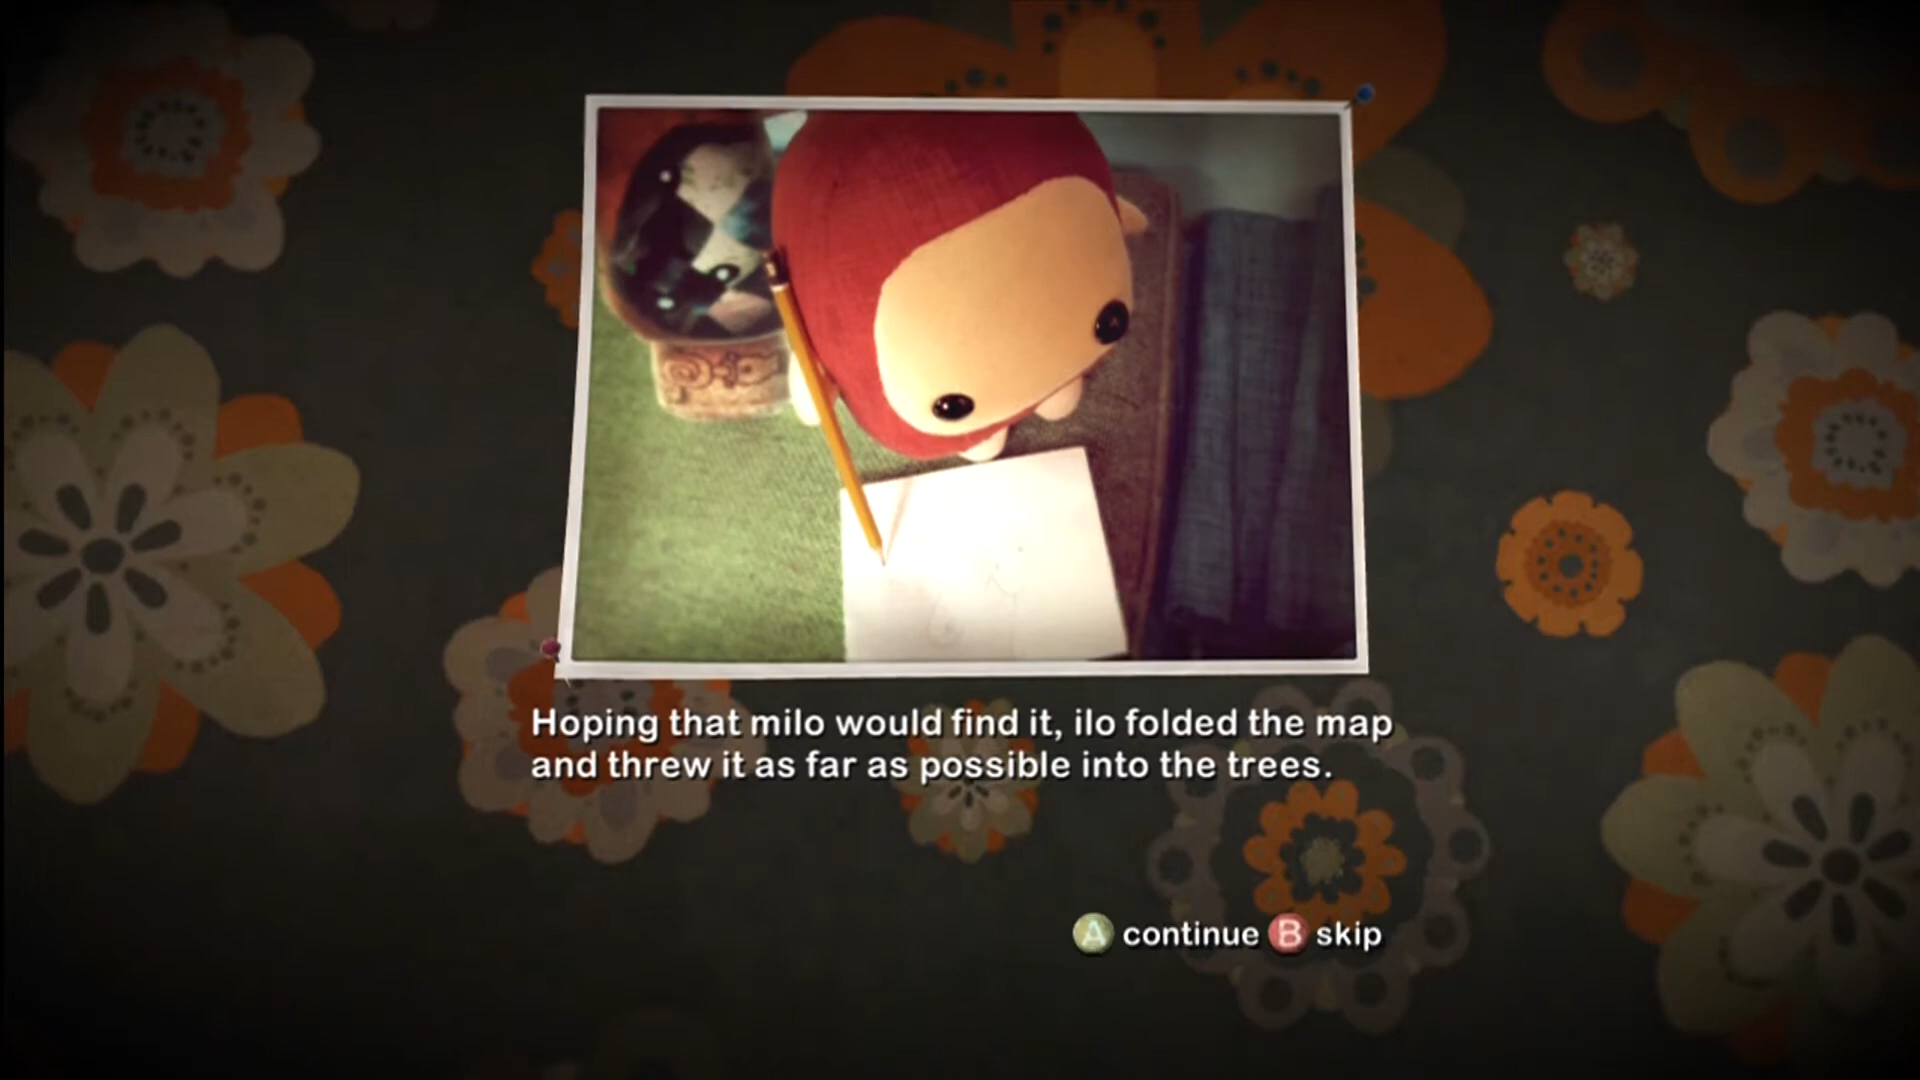 Hoping that milo would find it, ilo folded the map
and threw it as far as possible into the trees.
A continue B skip